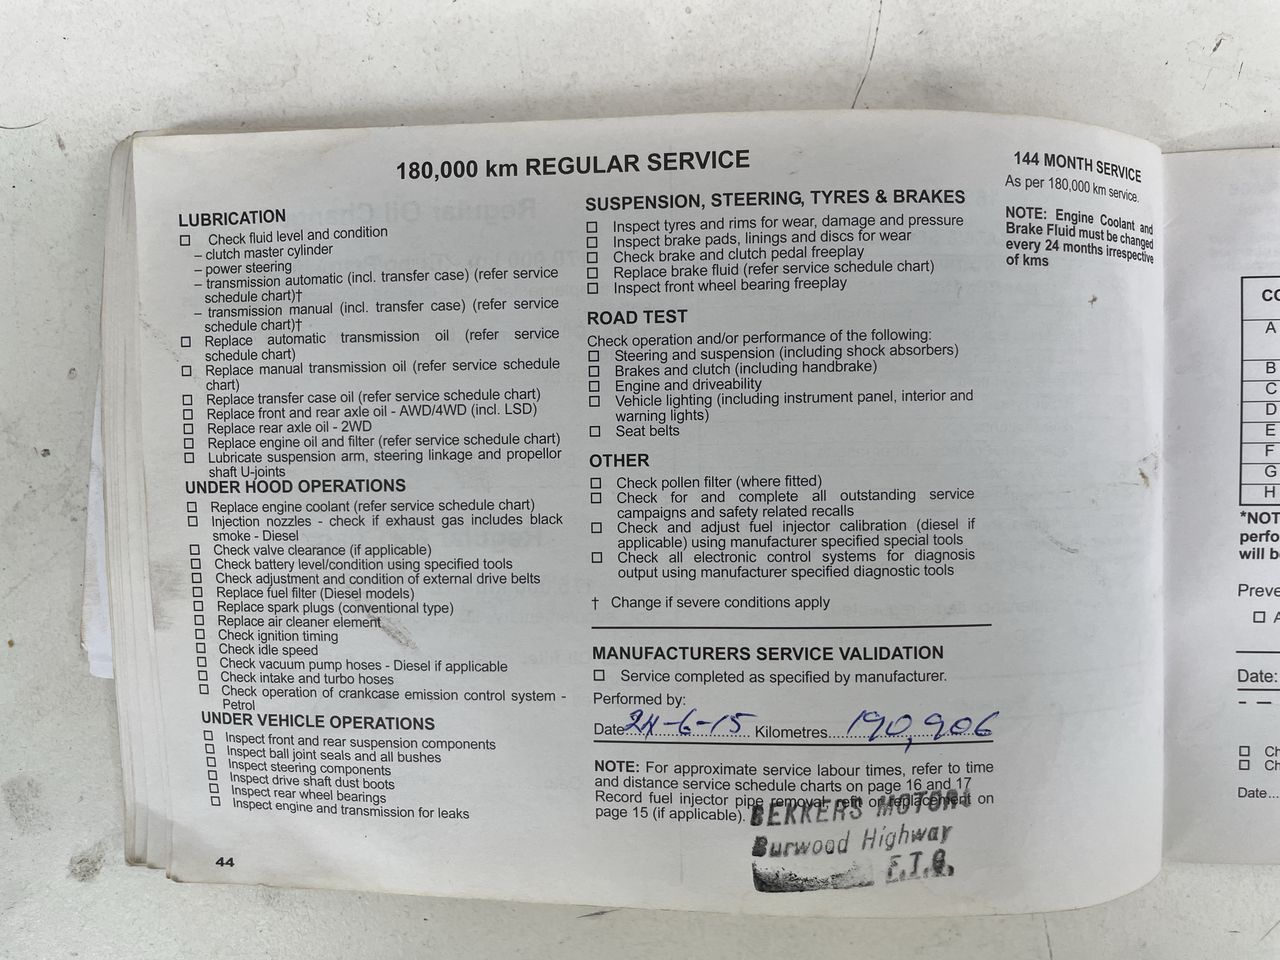 180,000 km REGULAR SERVICE
LUBRICATION
☐ Check fluid level and condition
– clutch master cylinder
– power steering
– transmission automatic (incl. transfer case) (refer service
schedule chart)†
– transmission manual (incl. transfer case) (refer service
schedule chart)†
☐ Replace automatic transmission oil (refer service
schedule chart)
☐ Replace manual transmission oil (refer service schedule
chart)
☐ Replace transfer case oil (refer service schedule chart)
☐ Replace front and rear axle oil - AWD/4WD (incl. LSD)
☐ Replace rear axle oil - 2WD
☐ Replace engine oil and filter (refer service schedule chart)
☐ Lubricate suspension arm, steering linkage and propellor
shaft U-joints
UNDER HOOD OPERATIONS
☐ Replace engine coolant (refer service schedule chart)
☐ Injection nozzles - check if exhaust gas includes black
smoke - Diesel
☐ Check valve clearance (if applicable)
☐ Check battery level/condition using specified tools
☐ Check adjustment and condition of external drive belts
☐ Replace fuel filter (Diesel models)
☐ Replace spark plugs (conventional type)
☐ Replace air cleaner element
☐ Check ignition timing
☐ Check idle speed
☐ Check vacuum pump hoses - Diesel if applicable
☐ Check intake and turbo hoses
☐ Check operation of crankcase emission control system -
Petrol
UNDER VEHICLE OPERATIONS
☐ Inspect front and rear suspension components
☐ Inspect ball joint seals and all bushes
☐ Inspect steering components
☐ Inspect drive shaft dust boots
☐ Inspect rear wheel bearings
☐ Inspect engine and transmission for leaks
44
SUSPENSION, STEERING, TYRES & BRAKES
☐ Inspect tyres and rims for wear, damage and pressure
☐ Inspect brake pads, linings and discs for wear
☐ Check brake and clutch pedal freeplay
☐ Replace brake fluid (refer service schedule chart)
☐ Inspect front wheel bearing freeplay
ROAD TEST
Check operation and/or performance of the following:
☐ Steering and suspension (including shock absorbers)
☐ Brakes and clutch (including handbrake)
☐ Engine and driveability
☐ Vehicle lighting (including instrument panel, interior and
warning lights)
☐ Seat belts
OTHER
☐ Check pollen filter (where fitted)
☐ Check for and complete all outstanding service
campaigns and safety related recalls
☐ Check and adjust fuel injector calibration (diesel if
applicable) using manufacturer specified special tools
☐ Check all electronic control systems for diagnosis
output using manufacturer specified diagnostic tools
† Change if severe conditions apply
MANUFACTURERS SERVICE VALIDATION
☐ Service completed as specified by manufacturer.
Performed by:
Date 24-6-15 Kilometres 190,906
NOTE: For approximate service labour times, refer to time
and distance service schedule charts on page 16 and 17
Record fuel injector pipe removal, refit or replacement on
page 15 (if applicable).
BEKKERS MOTORS
Burwood Highway
144 MONTH SERVICE
As per 180,000 km service.
NOTE: Engine Coolant and
Brake Fluid must be changed
every 24 months irrespective
of kms
A
B
C
D
E
F
G
H
*NOT
perfo
will b
Preve
☐ A
Date:
☐ Ch
☐ Ch
Date...